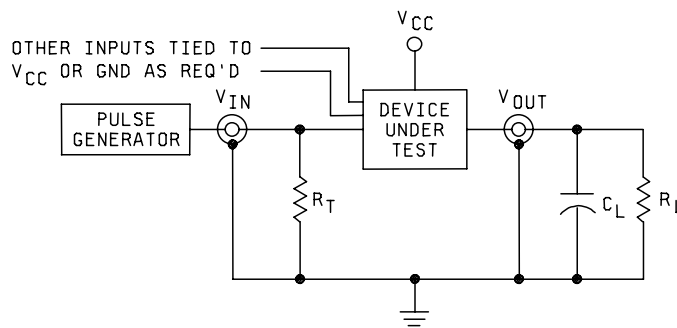 VCC
OTHER INPUTS TIED TO
VCC OR GND AS REQ'D
VIN
VOUT
PULSE
GENERATOR
DEVICE
UNDER
TEST
RT
CL
R